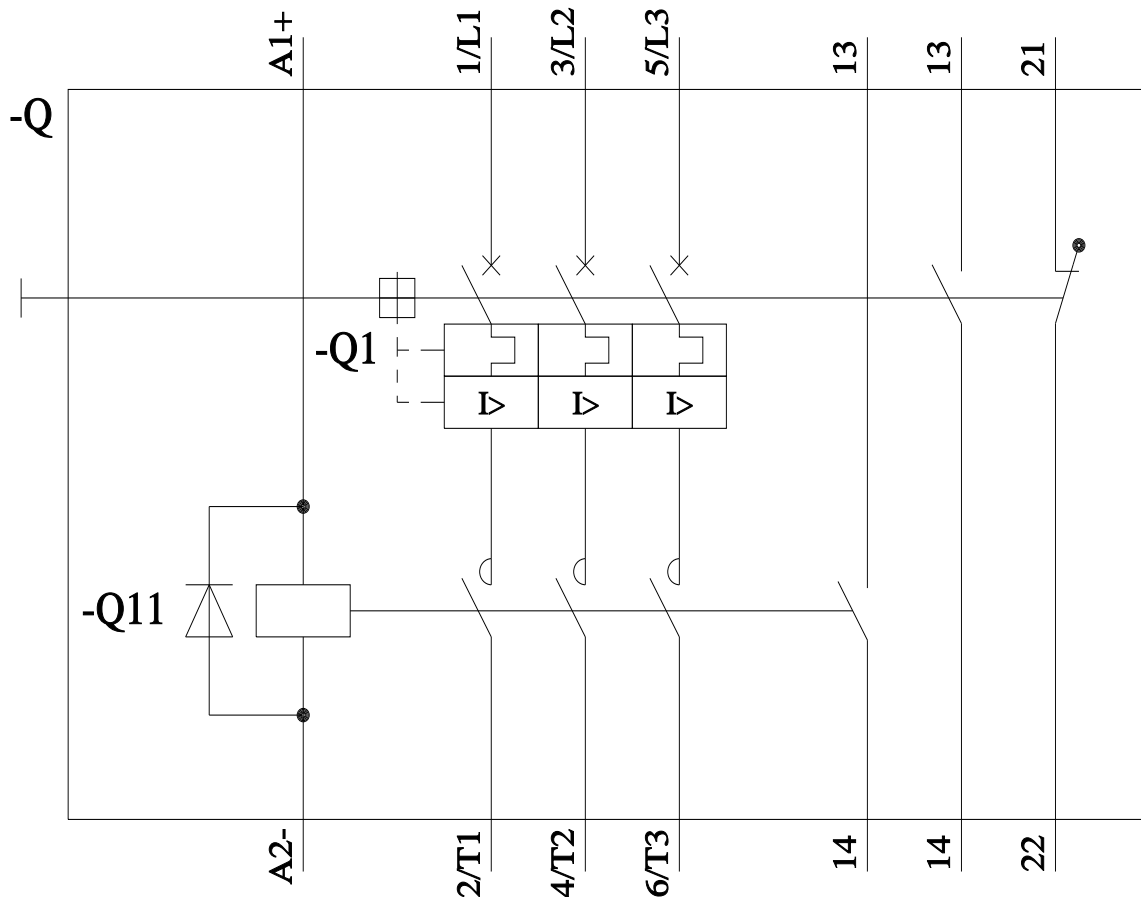 A1+
1/L1
3/L2
5/L3
13
13
21
-Q
-Q1
I>
I>
I>
-Q11
A2-
2/T1
4/T2
6/T3
14
14
22